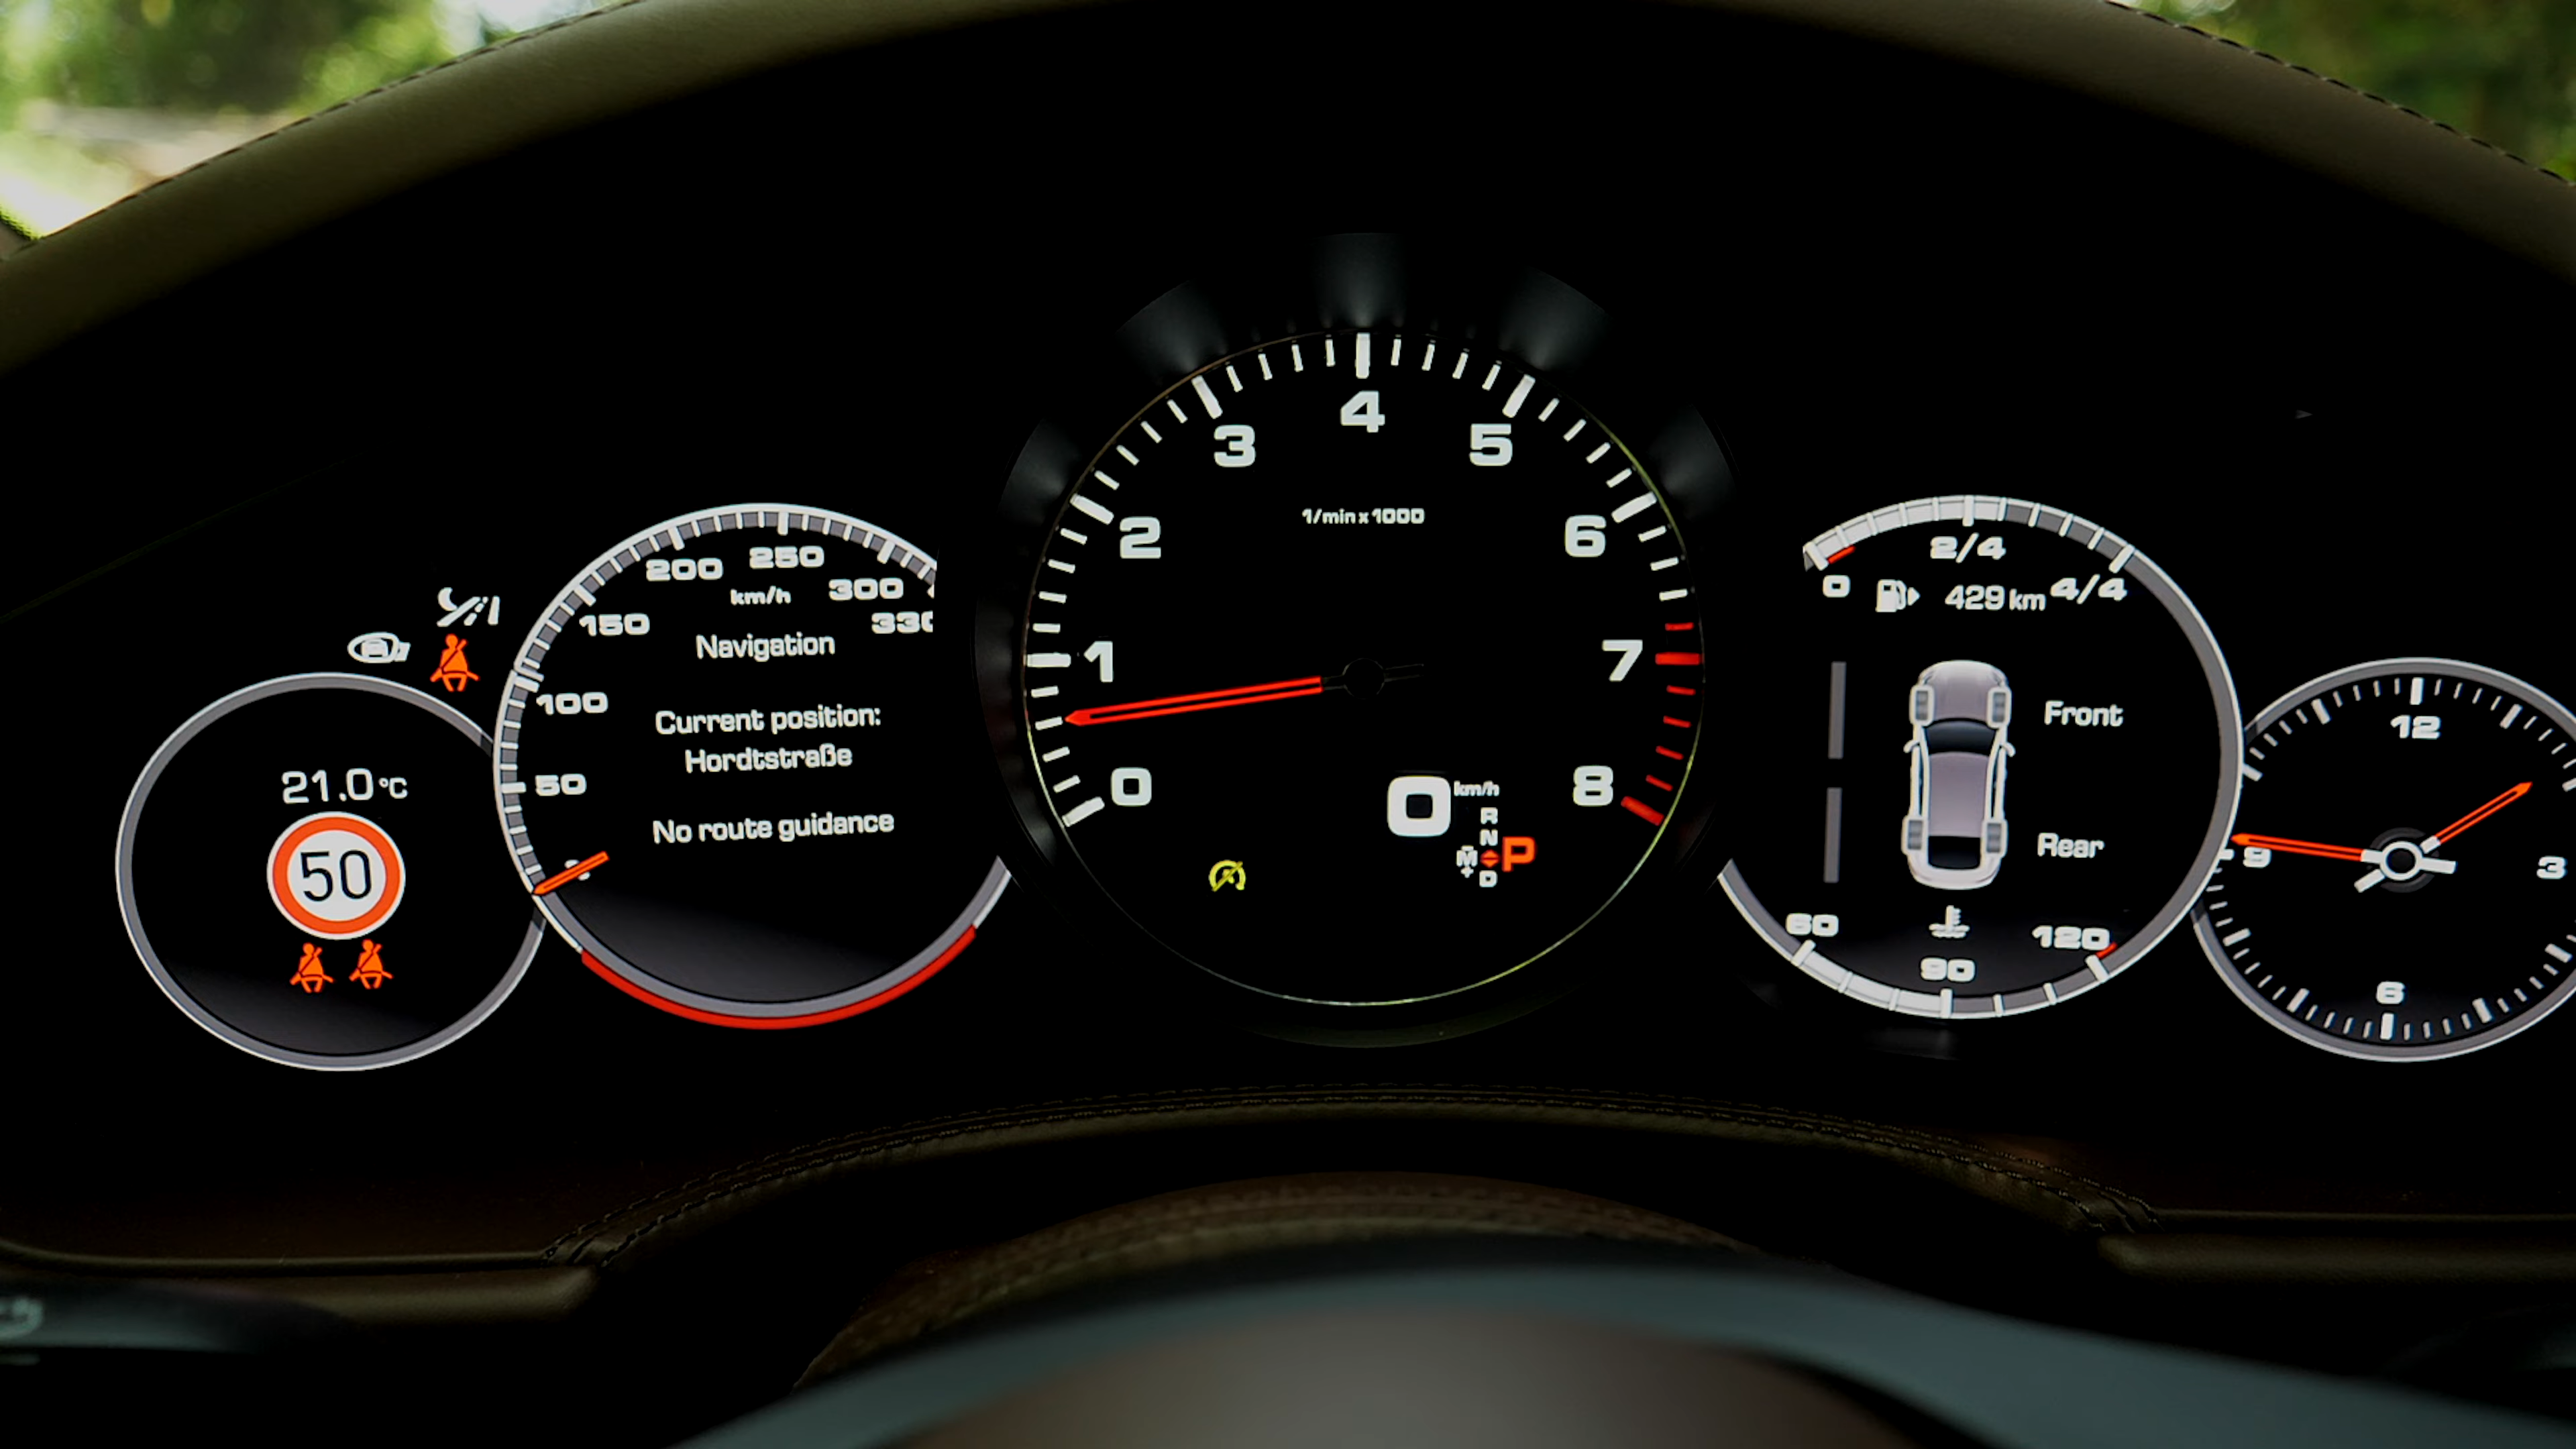 21.0 °C
50
0
50
100
150
200
250
300
330
km/h
Navigation
Current position:
Hordtstraße
No route guidance
0
1
2
3
4
5
6
7
8
1/min x 1000
0 km/h
R
N
M P
+
D
0
2/4
4/4
429 km
Front
Rear
60
90
120
12
3
6
9